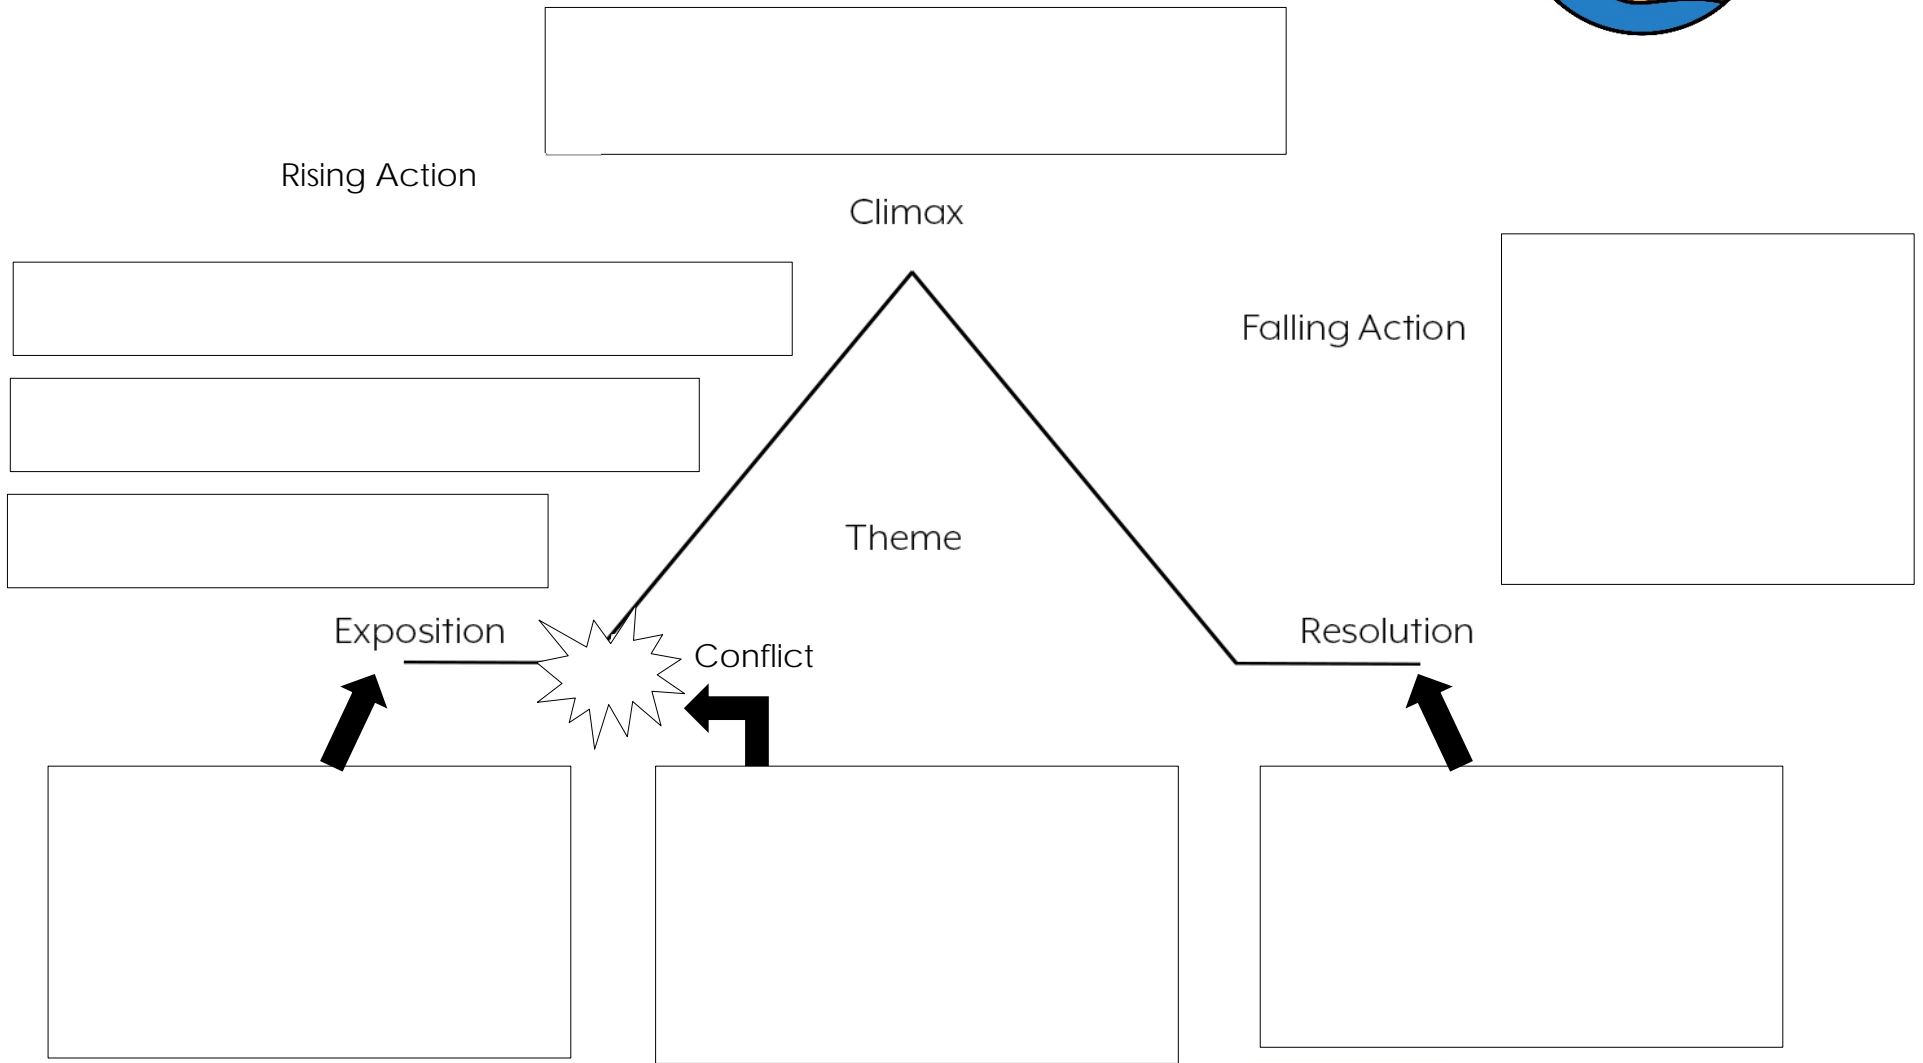 Rising Action
Climax
Falling Action
Theme
Exposition
Resolution
Conflict